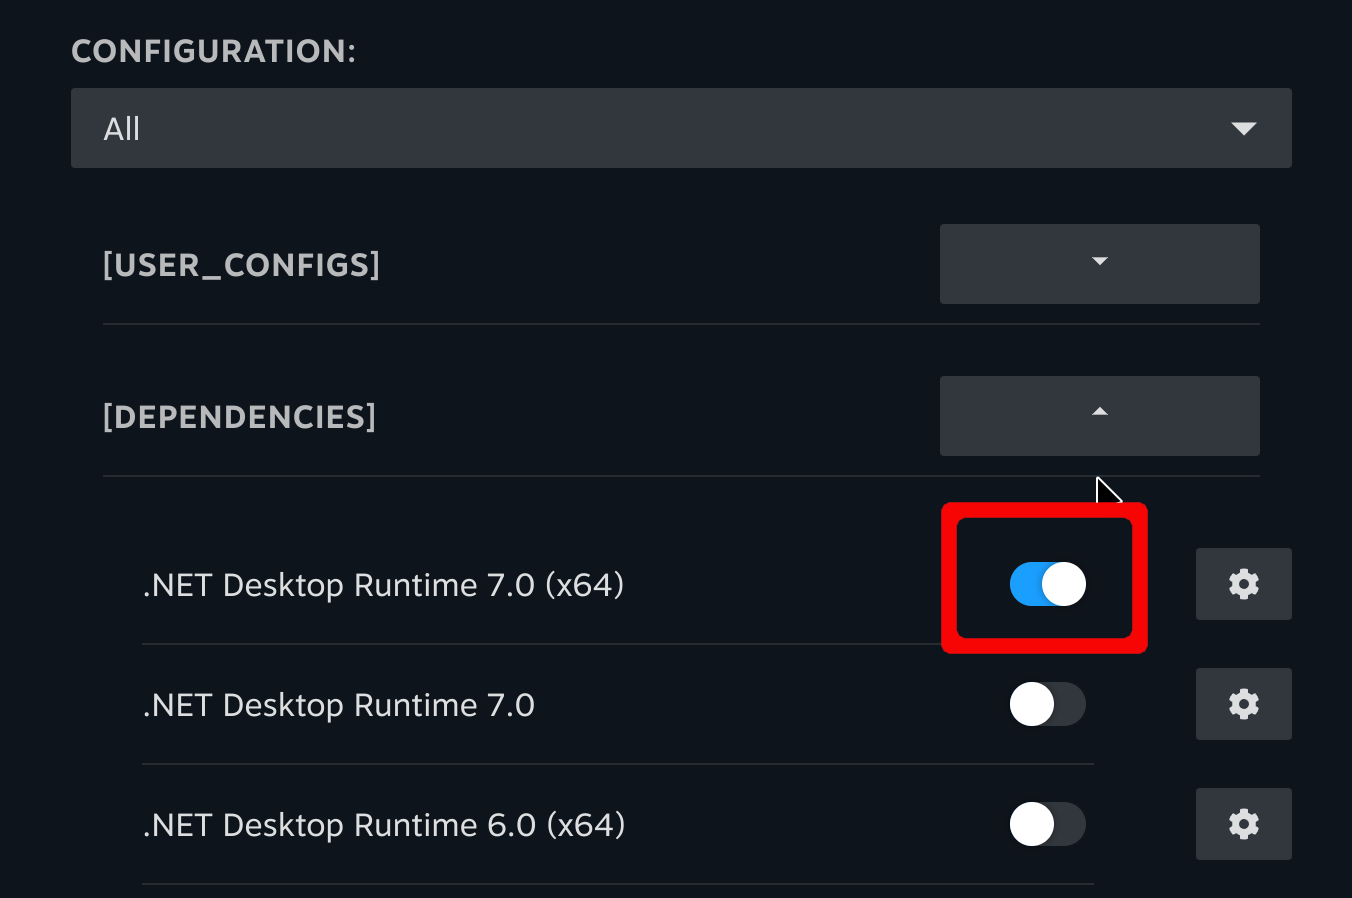 CONFIGURATION:
All
[USER_CONFIGS]
[DEPENDENCIES]
.NET Desktop Runtime 7.0 (x64)
.NET Desktop Runtime 7.0
.NET Desktop Runtime 6.0 (x64)